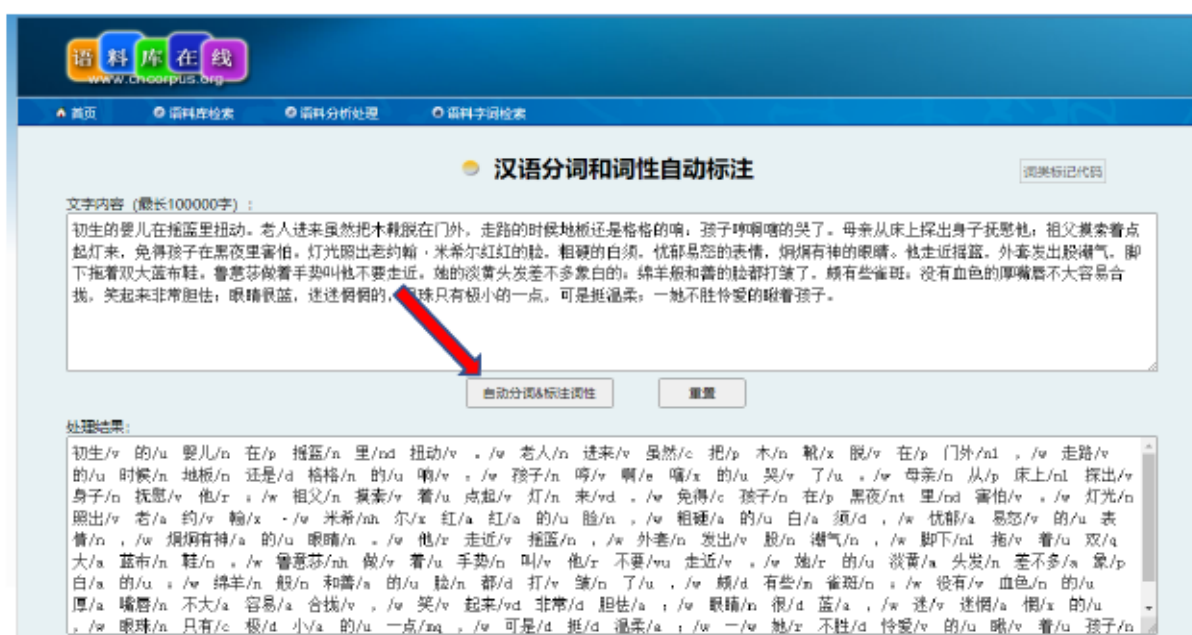 语料库在线
www.cncorpus.org
首页 语料库检索 语料分析处理 语料字词检索
汉语分词和词性自动标注
词类标记代码
文字内容 (最长100000字) :
初生的婴儿在摇篮里扭动。老人进来虽然把木靴脱在门外，走路的时候地板还是格格的响：孩子哼啊嗐的哭了。母亲从床上探出身子抚慰他；祖父摸索着点
起灯来，免得孩子在黑夜里害怕。灯光照出老约翰·米希尔红红的脸，粗硬的白须，忧郁易怒的表情，炯炯有神的眼睛。他走近摇篮，外套发出股潮气，脚
下拖着双大蓝布鞋。鲁意莎做着手势叫他不要走近。她的淡黄头发差不多象白的；绵羊般和善的脸都打皱了，颇有些雀斑；没有血色的厚嘴唇不大容易合
拢，笑起来非常胆怯；眼睛很蓝，迷迷惘惘的，珠只有极小的一点，可是挺温柔；一她不胜怜爱的瞅着孩子。
自动分词&标注词性 重置
处理结果:
初生/v 的/u 婴儿/n 在/p 摇篮/n 里/nd 扭动/v 。/w 老人/n 进来/v 虽然/c 把/p 木/n 靴/x 脱/v 在/p 门外/nl ，/w 走路/v
的/u 时候/n 地板/n 还是/d 格格/n 的/u 响/v ：/w 孩子/n 哼/v 啊/e 嗐/x 的/u 哭/v 了/u 。/w 母亲/n 从/p 床上/nl 探出/v
身子/n 抚慰/v 他/r ；/w 祖父/n 摸索/v 着/u 点起/v 灯/n 来/vd ，/w 免得/c 孩子/n 在/p 黑夜/nt 里/nd 害怕/v 。/w 灯光/n
照出/v 老/a 约/v 翰/x ·/w 米希/nh 尔/x 红/a 红/a 的/u 脸/n ，/w 粗硬/a 的/u 白/a 须/d ，/w 忧郁/a 易怒/v 的/u 表
情/n ，/w 炯炯有神/a 的/u 眼睛/n 。/w 他/r 走近/v 摇篮/n ，/w 外套/n 发出/v 股/n 潮气/n ，/w 脚下/nl 拖/v 着/u 双/q
大/a 蓝布/n 鞋/n 。/w 鲁意莎/nh 做/v 着/u 手势/n 叫/v 他/r 不要/vu 走近/v 。/w 她/r 的/u 淡黄/a 头发/n 差不多/a 象/p
白/a 的/u ；/w 绵羊/n 般/n 和善/a 的/u 脸/n 都/d 打/v 皱/n 了/u ，/w 颇/d 有些/n 雀斑/n ；/w 没有/v 血色/n 的/u
厚/a 嘴唇/n 不大/a 容易/a 合拢/v ，/w 笑/v 起来/vd 非常/d 胆怯/a ；/w 眼睛/n 很/d 蓝/a ，/w 迷/v 迷惘/a 惘/x 的/u
，/w 眼珠/n 只有/c 极/d 小/a 的/u 一点/mq ，/w 可是/d 挺/d 温柔/a ；/w 一/w 她/r 不胜/d 怜爱/v 的/u 瞅/v 着/u 孩子/n